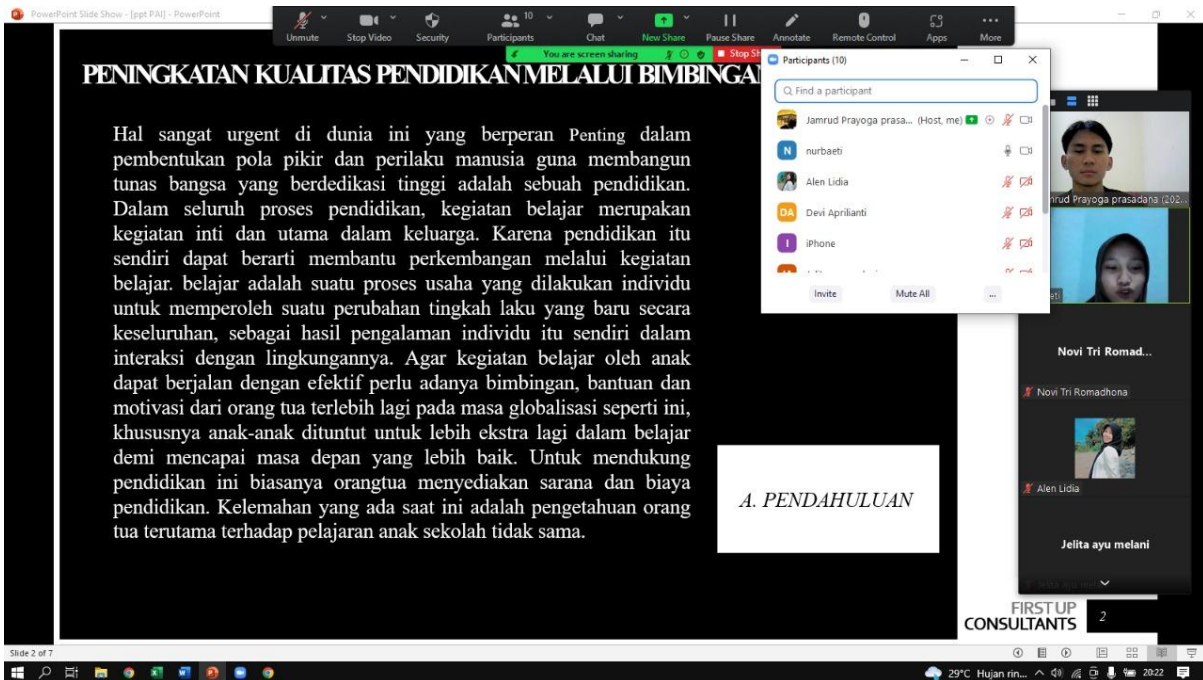 PowerPoint Slide Show - [ppt PAI] - PowerPoint
Unmute
Stop Video
Security
10
Participants
Chat
New Share
Pause Share
Annotate
Remote Control
Apps
More
You are screen sharing
Stop
PENINGKATAN KUALITAS PENDIDIKAN MELALUI BIMBINGAN
Hal sangat urgent di dunia ini yang berperan Penting dalam
pembentukan pola pikir dan perilaku manusia guna membangun
tunas bangsa yang berdedikasi tinggi adalah sebuah pendidikan.
Dalam seluruh proses pendidikan, kegiatan belajar merupakan
kegiatan inti dan utama dalam keluarga. Karena pendidikan itu
sendiri dapat berarti membantu perkembangan melalui kegiatan
belajar. belajar adalah suatu proses usaha yang dilakukan individu
untuk memperoleh suatu perubahan tingkah laku yang baru secara
keseluruhan, sebagai hasil pengalaman individu itu sendiri dalam
interaksi dengan lingkungannya. Agar kegiatan belajar oleh anak
dapat berjalan dengan efektif perlu adanya bimbingan, bantuan dan
motivasi dari orang tua terlebih lagi pada masa globalisasi seperti ini,
khususnya anak-anak dituntut untuk lebih ekstra lagi dalam belajar
demi mencapai masa depan yang lebih baik. Untuk mendukung
pendidikan ini biasanya orangtua menyediakan sarana dan biaya
pendidikan. Kelemahan yang ada saat ini adalah pengetahuan orang
tua terutama terhadap pelajaran anak sekolah tidak sama.
A. PENDAHULUAN
FIRST UP
CONSULTANTS
2
Participants (10)
Find a participant
Jamrud Prayoga prasa... (Host, me)
N nurbaeti
Alen Lidia
DA Devi Aprilianti
I iPhone
Invite
Mute All
...
mrud Prayoga prasadana (202...
eti
Novi Tri Romad...
Novi Tri Romadhona
Alen Lidia
Jelita ayu melani
Slide 2 of 7
29°C Hujan rin...
20:22